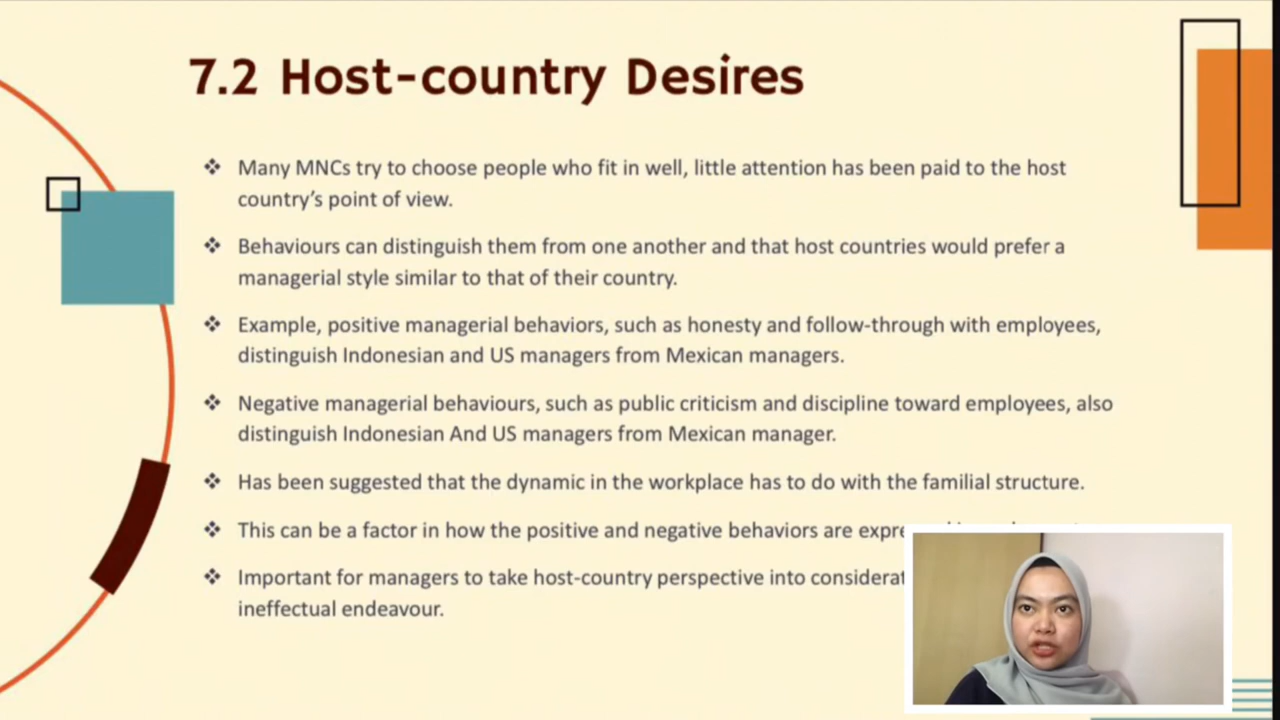 7.2 Host-country Desires
❖ Many MNCs try to choose people who fit in well, little attention has been paid to the host
country’s point of view.
❖ Behaviours can distinguish them from one another and that host countries would prefer a
managerial style similar to that of their country.
❖ Example, positive managerial behaviors, such as honesty and follow-through with employees,
distinguish Indonesian and US managers from Mexican managers.
❖ Negative managerial behaviours, such as public criticism and discipline toward employees, also
distinguish Indonesian And US managers from Mexican manager.
❖ Has been suggested that the dynamic in the workplace has to do with the familial structure.
❖ This can be a factor in how the positive and negative behaviors are
❖ Important for managers to take host-country perspective into
ineffectual endeavour.